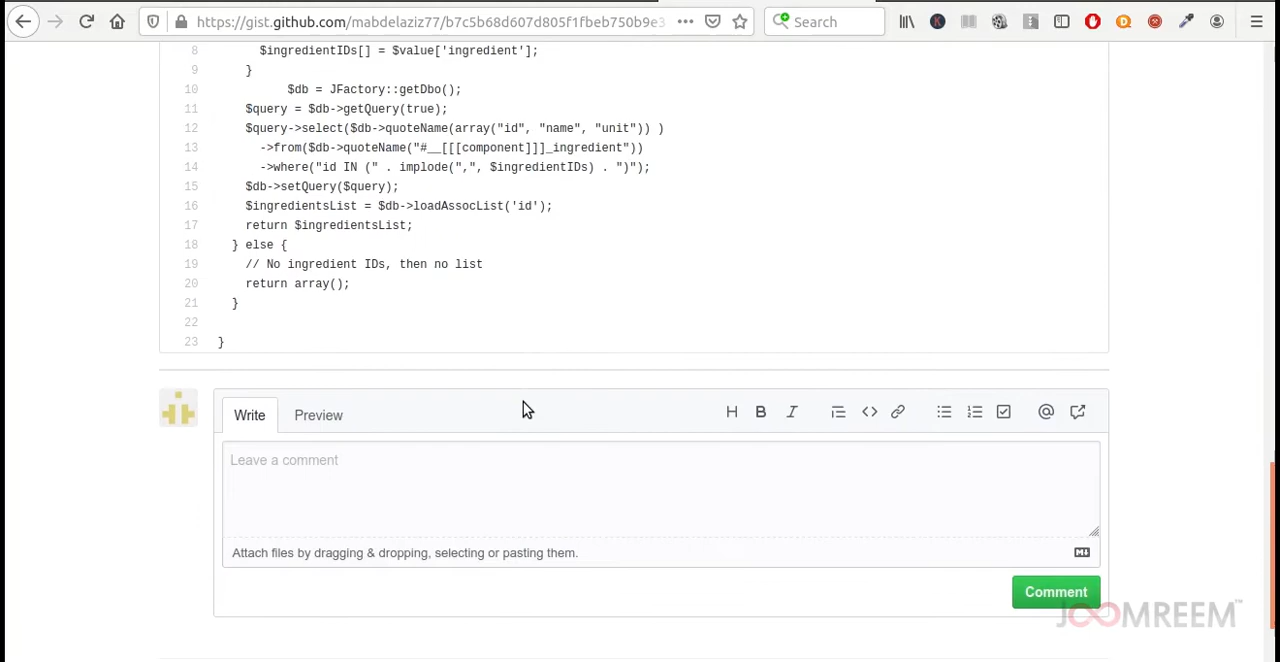 https://gist.github.com/mabdelaziz77/b7c5b68d607d805f1fbeb750b9e3
Search
8 $ingredientIDs[] = $value['ingredient'];
9 }
10 $db = JFactory::getDbo();
11 $query = $db->getQuery(true);
12 $query->select($db->quoteName(array("id", "name", "unit")) )
13 ->from($db->quoteName("#__[[[component]]]_ingredient"))
14 ->where("id IN (" . implode(",", $ingredientIDs) . ")");
15 $db->setQuery($query);
16 $ingredientsList = $db->loadAssocList('id');
17 return $ingredientsList;
18 } else {
19 // No ingredient IDs, then no list
20 return array();
21 }
22
23 }
Write Preview
Leave a comment
Attach files by dragging & dropping, selecting or pasting them.
Comment
JOOMREEM™